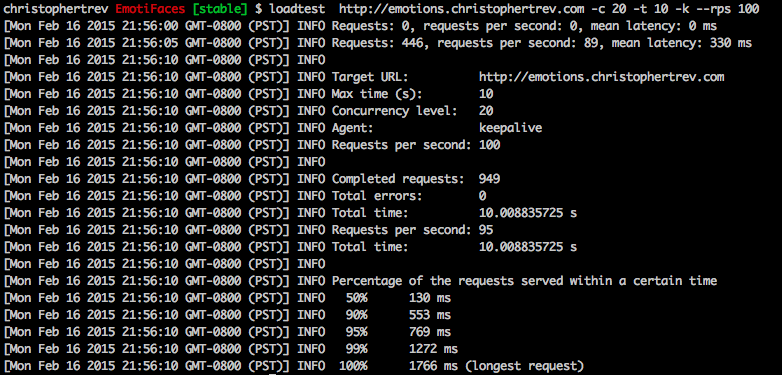 christophertrev EmotiFaces [stable] $ loadtest  http://emotions.christophertrev.com -c 20 -t 10 -k --rps 100
[Mon Feb 16 2015 21:56:00 GMT-0800 (PST)] INFO Requests: 0, requests per second: 0, mean latency: 0 ms
[Mon Feb 16 2015 21:56:05 GMT-0800 (PST)] INFO Requests: 446, requests per second: 89, mean latency: 330 ms
[Mon Feb 16 2015 21:56:10 GMT-0800 (PST)] INFO
[Mon Feb 16 2015 21:56:10 GMT-0800 (PST)] INFO Target URL:          http://emotions.christophertrev.com
[Mon Feb 16 2015 21:56:10 GMT-0800 (PST)] INFO Max time (s):        10
[Mon Feb 16 2015 21:56:10 GMT-0800 (PST)] INFO Concurrency level:   20
[Mon Feb 16 2015 21:56:10 GMT-0800 (PST)] INFO Agent:               keepalive
[Mon Feb 16 2015 21:56:10 GMT-0800 (PST)] INFO Requests per second: 100
[Mon Feb 16 2015 21:56:10 GMT-0800 (PST)] INFO
[Mon Feb 16 2015 21:56:10 GMT-0800 (PST)] INFO Completed requests:  949
[Mon Feb 16 2015 21:56:10 GMT-0800 (PST)] INFO Total errors:        0
[Mon Feb 16 2015 21:56:10 GMT-0800 (PST)] INFO Total time:          10.008835725 s
[Mon Feb 16 2015 21:56:10 GMT-0800 (PST)] INFO Requests per second: 95
[Mon Feb 16 2015 21:56:10 GMT-0800 (PST)] INFO Total time:          10.008835725 s
[Mon Feb 16 2015 21:56:10 GMT-0800 (PST)] INFO
[Mon Feb 16 2015 21:56:10 GMT-0800 (PST)] INFO Percentage of the requests served within a certain time
[Mon Feb 16 2015 21:56:10 GMT-0800 (PST)] INFO   50%      130 ms
[Mon Feb 16 2015 21:56:10 GMT-0800 (PST)] INFO   90%      553 ms
[Mon Feb 16 2015 21:56:10 GMT-0800 (PST)] INFO   95%      769 ms
[Mon Feb 16 2015 21:56:10 GMT-0800 (PST)] INFO   99%      1272 ms
[Mon Feb 16 2015 21:56:10 GMT-0800 (PST)] INFO  100%      1766 ms (longest request)